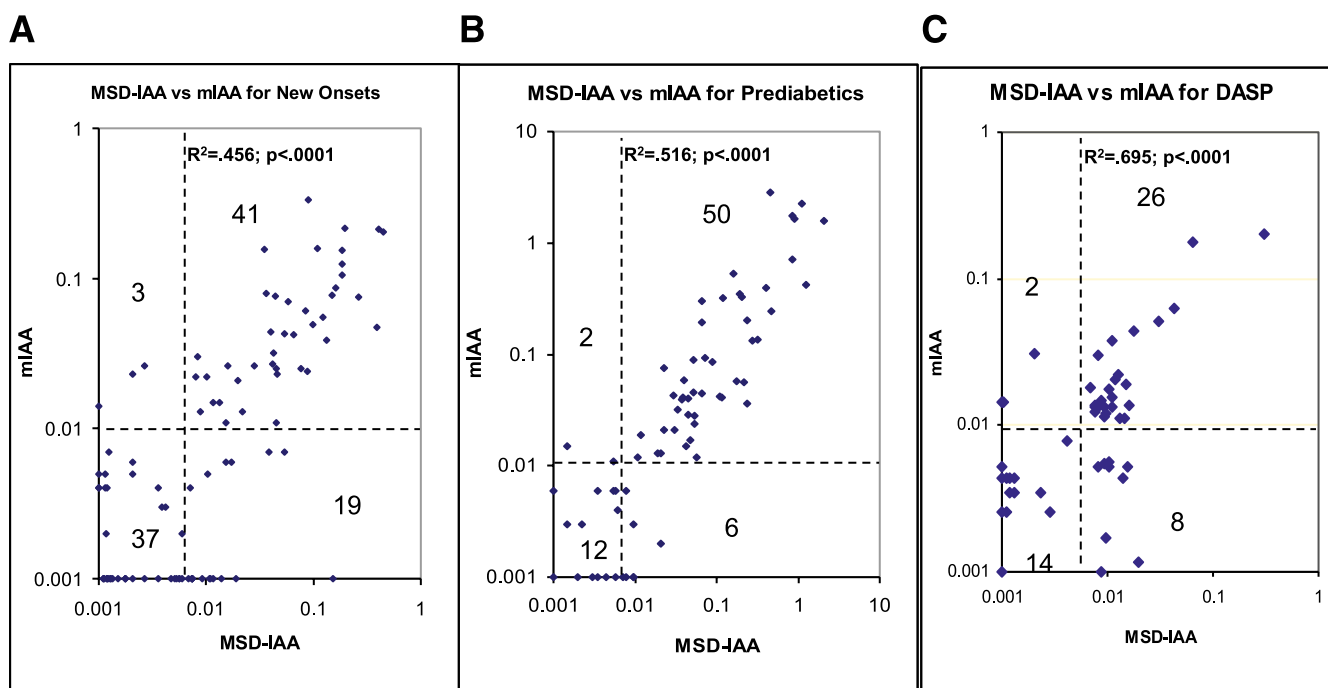 A
MSD-IAA vs mIAA for New Onsets
1
R²=.456; p<.0001
41
0.1
3
mIAA
0.01
19
37
0.001
0.001 0.01 0.1 1
MSD-IAA
B
MSD-IAA vs mIAA for Prediabetics
10
R²=.516; p<.0001
50
1
2
0.1
mIAA
0.01
6
12
0.001
0.001 0.01 0.1 1 10
MSD-IAA
C
MSD-IAA vs mIAA for DASP
1
R²=.695; p<.0001
26
0.1
2
mIAA
0.01
8
14
0.001
0.001 0.01 0.1 1
MSD-IAA